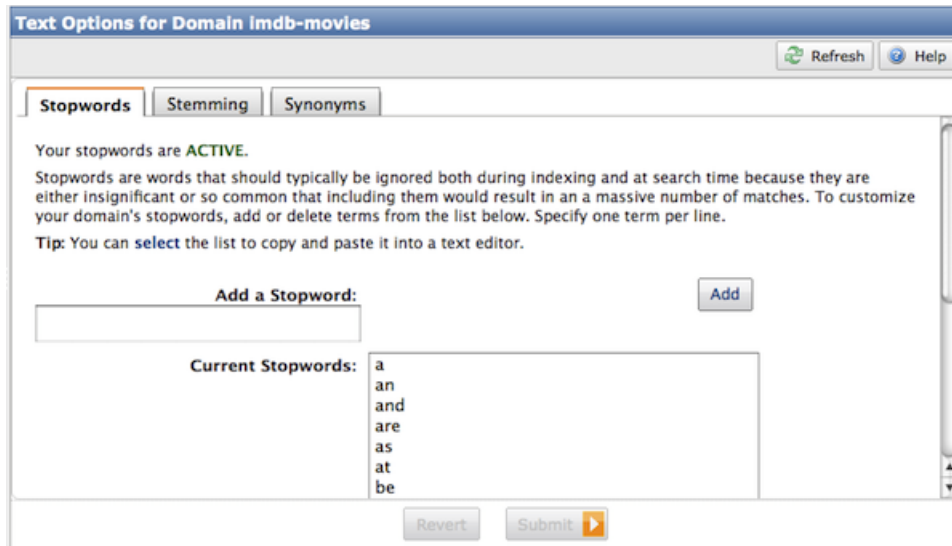 Text Options for Domain imdb-movies
Refresh Help
Stopwords Stemming Synonyms
Your stopwords are ACTIVE.
Stopwords are words that should typically be ignored both during indexing and at search time because they are
either insignificant or so common that including them would result in an a massive number of matches. To customize
your domain's stopwords, add or delete terms from the list below. Specify one term per line.
Tip: You can select the list to copy and paste it into a text editor.
Add a Stopword: Add
Current Stopwords: a
an
and
are
as
at
be
Revert Submit